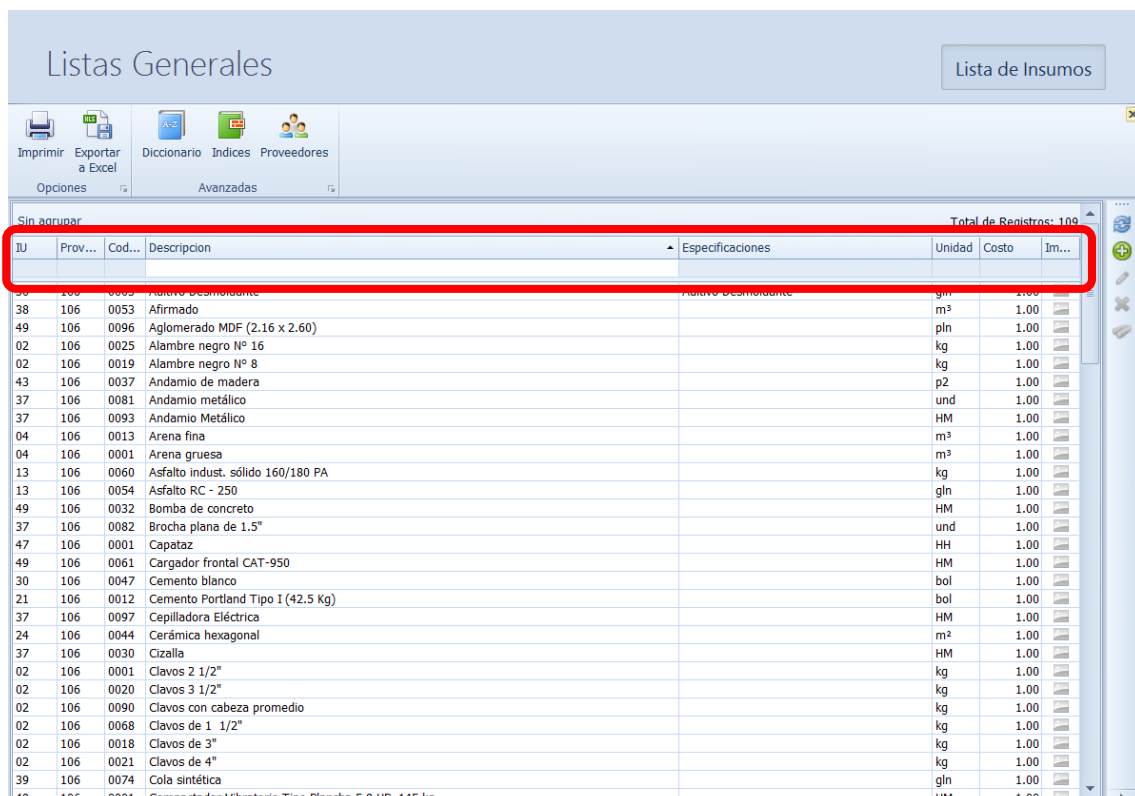 Listas Generales
Lista de Insumos
Imprimir Exportar a Excel Diccionario Indices Proveedores
Opciones Avanzadas
Sin agrupar Total de Registros: 109
IU Prov... Cod... Descripcion Especificaciones Unidad Costo Im...
30 106 0063 Aditivo Desmoldante Aditivo Desmoldante gln 1.00
38 106 0053 Afirmado m³ 1.00
49 106 0096 Aglomerado MDF (2.16 x 2.60) pln 1.00
02 106 0025 Alambre negro Nº 16 kg 1.00
02 106 0019 Alambre negro Nº 8 kg 1.00
43 106 0037 Andamio de madera p2 1.00
37 106 0081 Andamio metálico und 1.00
37 106 0093 Andamio Metálico HM 1.00
04 106 0013 Arena fina m³ 1.00
04 106 0001 Arena gruesa m³ 1.00
13 106 0060 Asfalto indust. sólido 160/180 PA kg 1.00
13 106 0054 Asfalto RC - 250 gln 1.00
49 106 0032 Bomba de concreto HM 1.00
37 106 0082 Brocha plana de 1.5" und 1.00
47 106 0001 Capataz HH 1.00
49 106 0061 Cargador frontal CAT-950 HM 1.00
30 106 0047 Cemento blanco bol 1.00
21 106 0012 Cemento Portland Tipo I (42.5 Kg) bol 1.00
37 106 0097 Cepilladora Eléctrica HM 1.00
24 106 0044 Cerámica hexagonal m² 1.00
37 106 0030 Cizalla HM 1.00
02 106 0001 Clavos 2 1/2" kg 1.00
02 106 0020 Clavos 3 1/2" kg 1.00
02 106 0090 Clavos con cabeza promedio kg 1.00
02 106 0068 Clavos de 1 1/2" kg 1.00
02 106 0018 Clavos de 3" kg 1.00
02 106 0021 Clavos de 4" kg 1.00
39 106 0074 Cola sintética gln 1.00